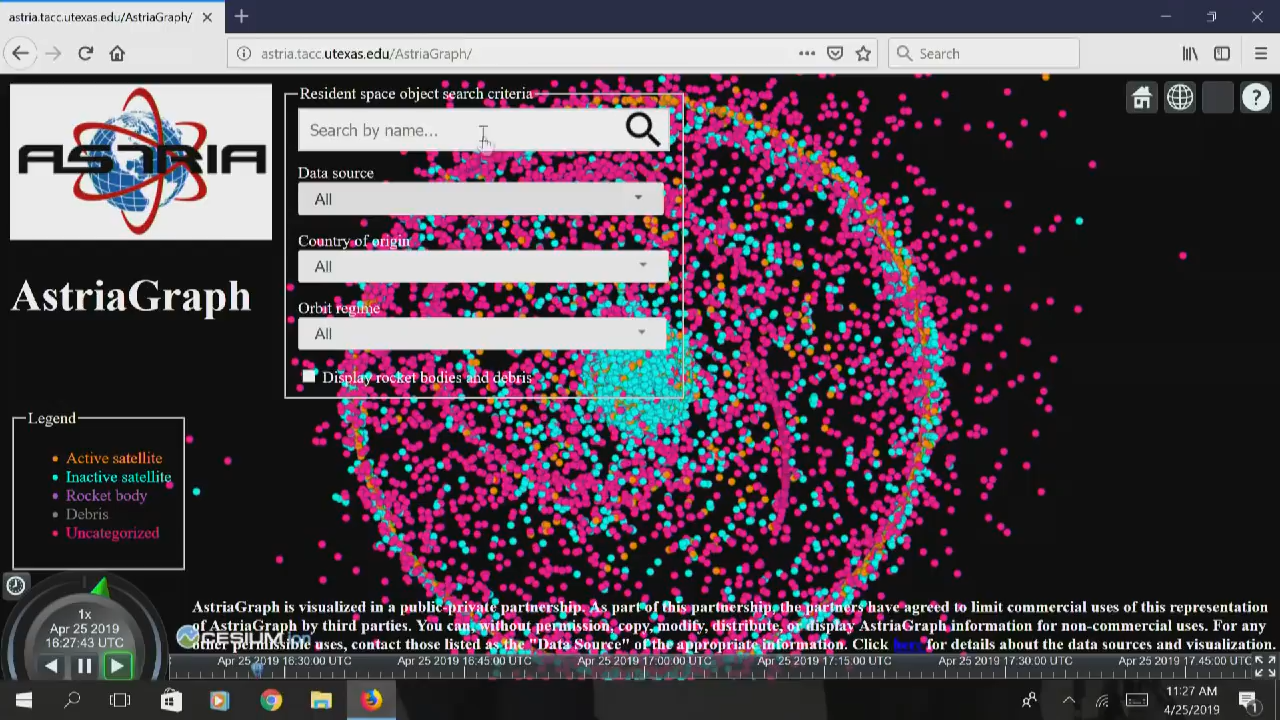 astria.tacc.utexas.edu/AstriaGraph/
astria.tacc.utexas.edu/AstriaGraph/
Search
ASTRIA
AstriaGraph
Resident space object search criteria
Search by name...
Data source
All
Country of origin
All
Orbit regime
All
Display rocket bodies and debris
Legend
Active satellite
Inactive satellite
Rocket body
Debris
Uncategorized
1x
Apr 25 2019
16:27:43 UTC
AstriaGraph is visualized in a public-private partnership. As part of this partnership, the partners have agreed to limit commercial uses of this representation
of AstriaGraph by third parties. You can, without permission, copy, modify, distribute, or display AstriaGraph information for non-commercial uses. For any
other permissible uses, contact those listed as the "Data Source" of the appropriate information. Click here for details about the data sources and visualization.
CESIUM ion
Apr 25 2019 16:30:00 UTC
Apr 25 2019 16:45:00 UTC
Apr 25 2019 17:00:00 UTC
Apr 25 2019 17:15:00 UTC
Apr 25 2019 17:30:00 UTC
Apr 25 2019 17:45:00 UTC
11:27 AM
4/25/2019
1